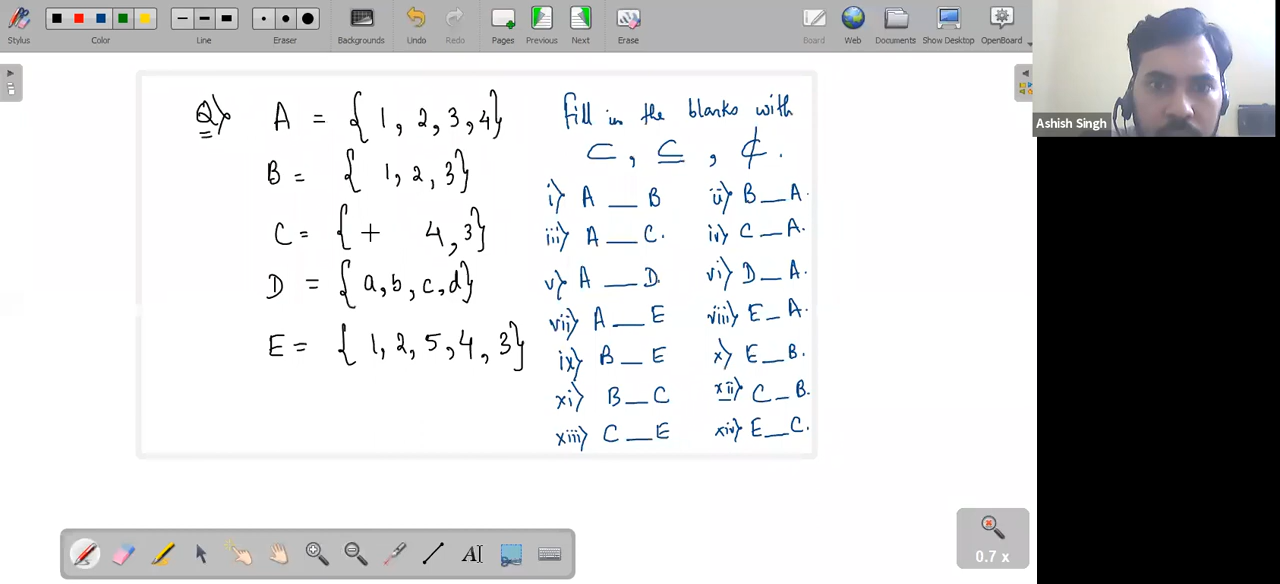 Stylus Color Line Eraser Backgrounds Undo Redo Pages Previous Next Erase Board Web Documents Show Desktop OpenBoard
Ashish Singh
Q> A = { 1, 2, 3, 4}
B = { 1, 2, 3}
C = { + 4, 3}
D = { a, b, c, d}
E = { 1, 2, 5, 4, 3}
fill in the blanks with
⊂ , ⊆ , ⊄ .
i) A __ B ii) B __ A.
iii) A __ C. iv) C __ A.
v) A __ D. vi) D __ A.
vii) A __ E viii) E _ A.
ix) B __ E x) E __ B.
xi) B __ C xii) C _ B.
xiii) C __ E xiv) E __ C.
0.7 x